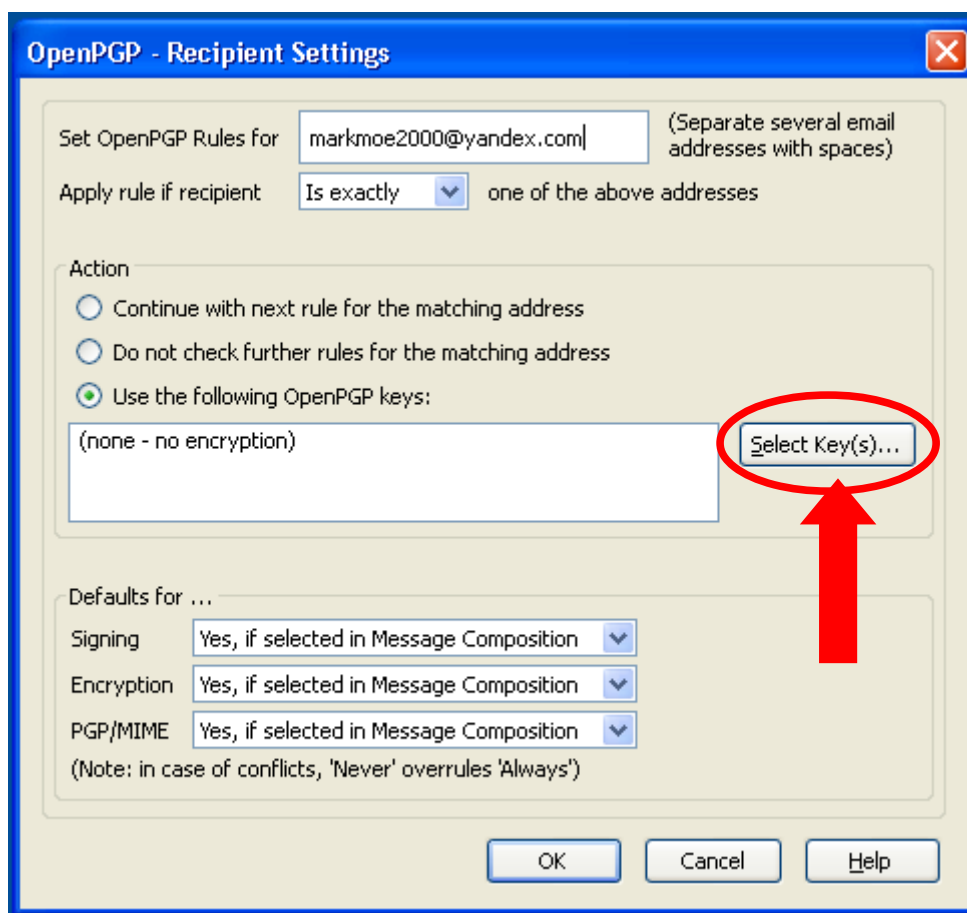 OpenPGP - Recipient Settings
Set OpenPGP Rules for markmoe2000@yandex.com (Separate several email
addresses with spaces)
Apply rule if recipient Is exactly one of the above addresses
Action
Continue with next rule for the matching address
Do not check further rules for the matching address
Use the following OpenPGP keys:
(none - no encryption) Select Key(s)...
Defaults for ...
Signing Yes, if selected in Message Composition
Encryption Yes, if selected in Message Composition
PGP/MIME Yes, if selected in Message Composition
(Note: in case of conflicts, 'Never' overrules 'Always')
OK Cancel Help